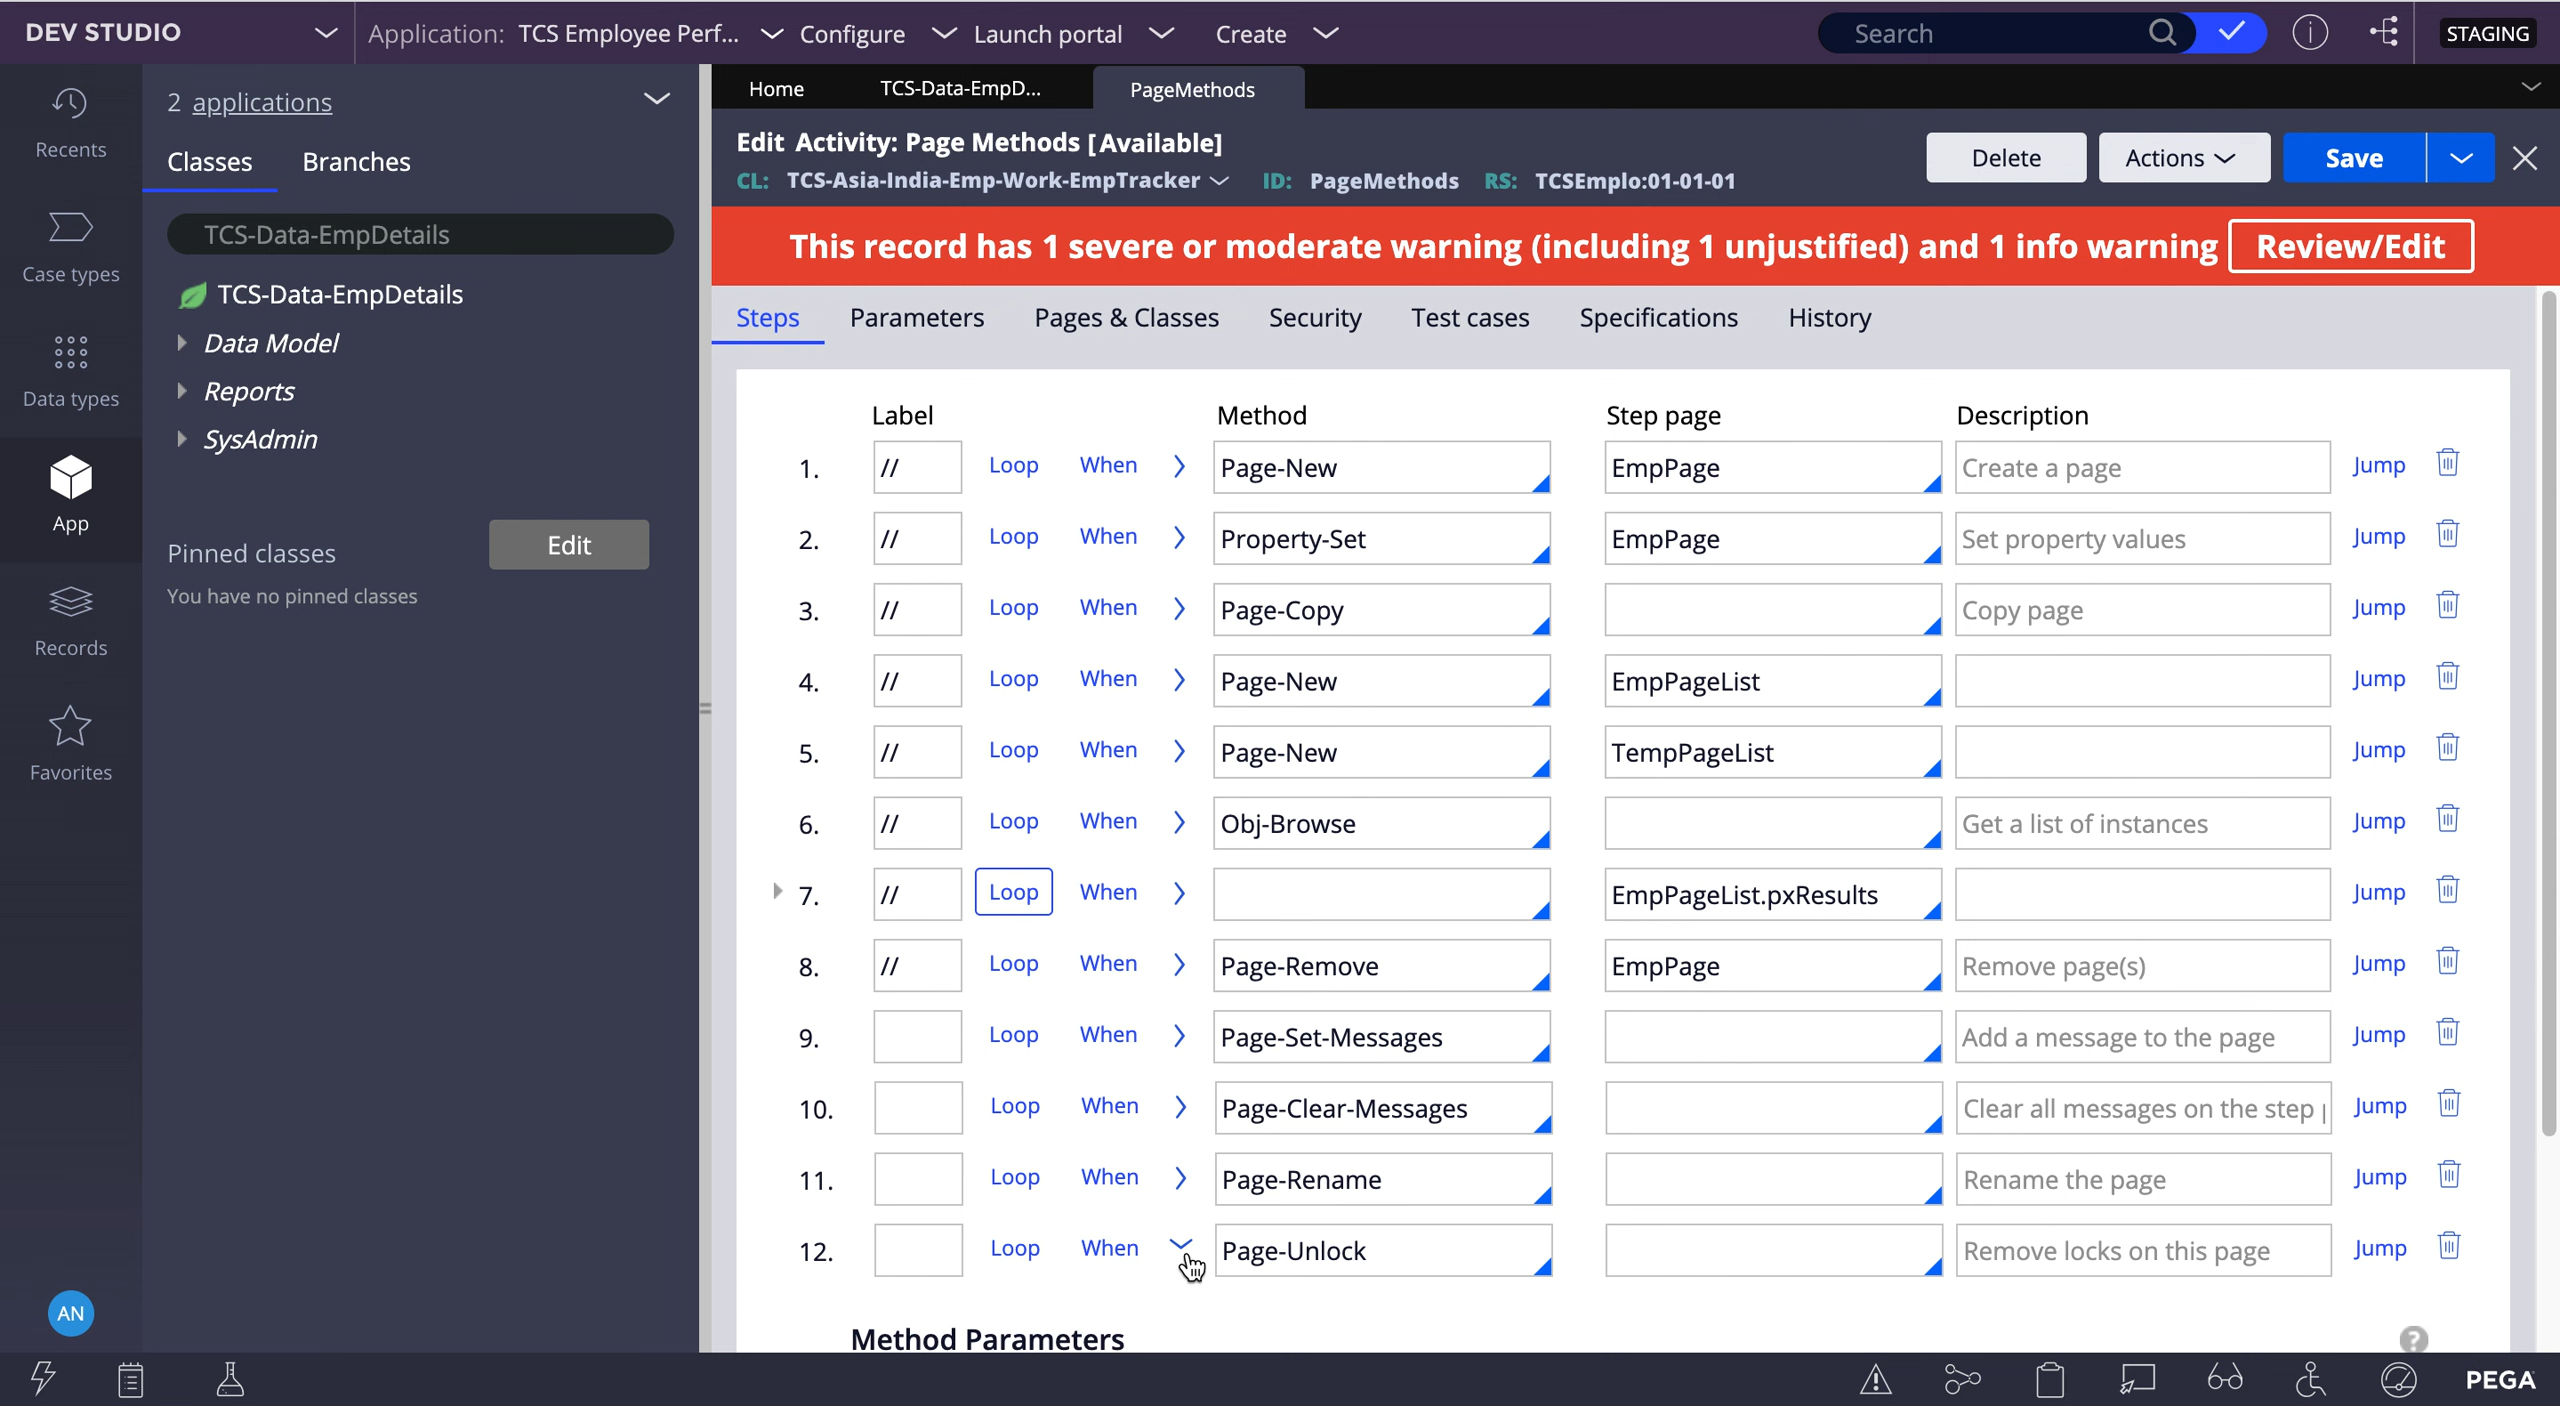 DEV STUDIO
Application: TCS Employee Perf...
Configure
Launch portal
Create
Search
STAGING
Recents
Case types
Data types
App
Records
Favorites
AN
2 applications
Classes
Branches
TCS-Data-EmpDetails
TCS-Data-EmpDetails
Data Model
Reports
SysAdmin
Pinned classes
Edit
You have no pinned classes
Home
TCS-Data-EmpD...
PageMethods
Edit Activity: Page Methods [Available]
CL: TCS-Asia-India-Emp-Work-EmpTracker ID: PageMethods RS: TCSEmplo:01-01-01
Delete
Actions
Save
This record has 1 severe or moderate warning (including 1 unjustified) and 1 info warning
Review/Edit
Steps
Parameters
Pages & Classes
Security
Test cases
Specifications
History
Label Method Step page Description
1. // Loop When Page-New EmpPage Create a page Jump
2. // Loop When Property-Set EmpPage Set property values Jump
3. // Loop When Page-Copy Copy page Jump
4. // Loop When Page-New EmpPageList Jump
5. // Loop When Page-New TempPageList Jump
6. // Loop When Obj-Browse Get a list of instances Jump
7. // Loop When EmpPageList.pxResults Jump
8. // Loop When Page-Remove EmpPage Remove page(s) Jump
9. Loop When Page-Set-Messages Add a message to the page Jump
10. Loop When Page-Clear-Messages Clear all messages on the step Jump
11. Loop When Page-Rename Rename the page Jump
12. Loop When Page-Unlock Remove locks on this page Jump
Method Parameters
?
PEGA